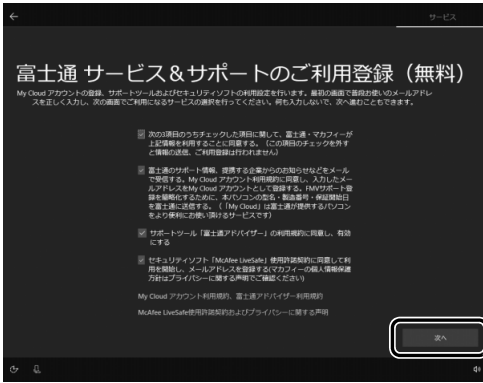 サービス
富士通 サービス＆サポートのご利用登録（無料）
My Cloud アカウントの登録、サポートツールおよびセキュリティソフトの利用設定を行います。最初の画面で普段お使いのメールアドレ
スを正しく入力し、次の画面でご利用になるサービスの選択を行ってください。何も入力しないで、次へ進むこともできます。
次の3項目のうちチェックした項目に関して、富士通・マカフィーが
上記情報を利用することに同意する。（この項目のチェックを外す
と情報の送信、ご利用登録は行われません）
富士通のサポート情報、提携する企業からのお知らせなどをメール
で受信する。My Cloud アカウント利用規約に同意し、入力したメー
ルアドレスをMy Cloud アカウントとして登録する。FMVサポート登
録を簡略化するために、本パソコンの型名・製造番号・保証開始日
を富士通に送信する。（「My Cloud」は富士通が提供するパソコン
をより便利にお使い頂けるサービスです）
サポートツール「富士通アドバイザー」の利用規約に同意し、有効
にする
セキュリティソフト「McAfee LiveSafe」使用許諾契約に同意して利
用を開始し、メールアドレスを登録する(マカフィーの個人情報保護
方針はプライバシーに関する声明でご確認ください)
My Cloud アカウント利用規約、富士通アドバイザー利用規約
McAfee LiveSafe使用許諾契約およびプライバシーに関する声明
次へ